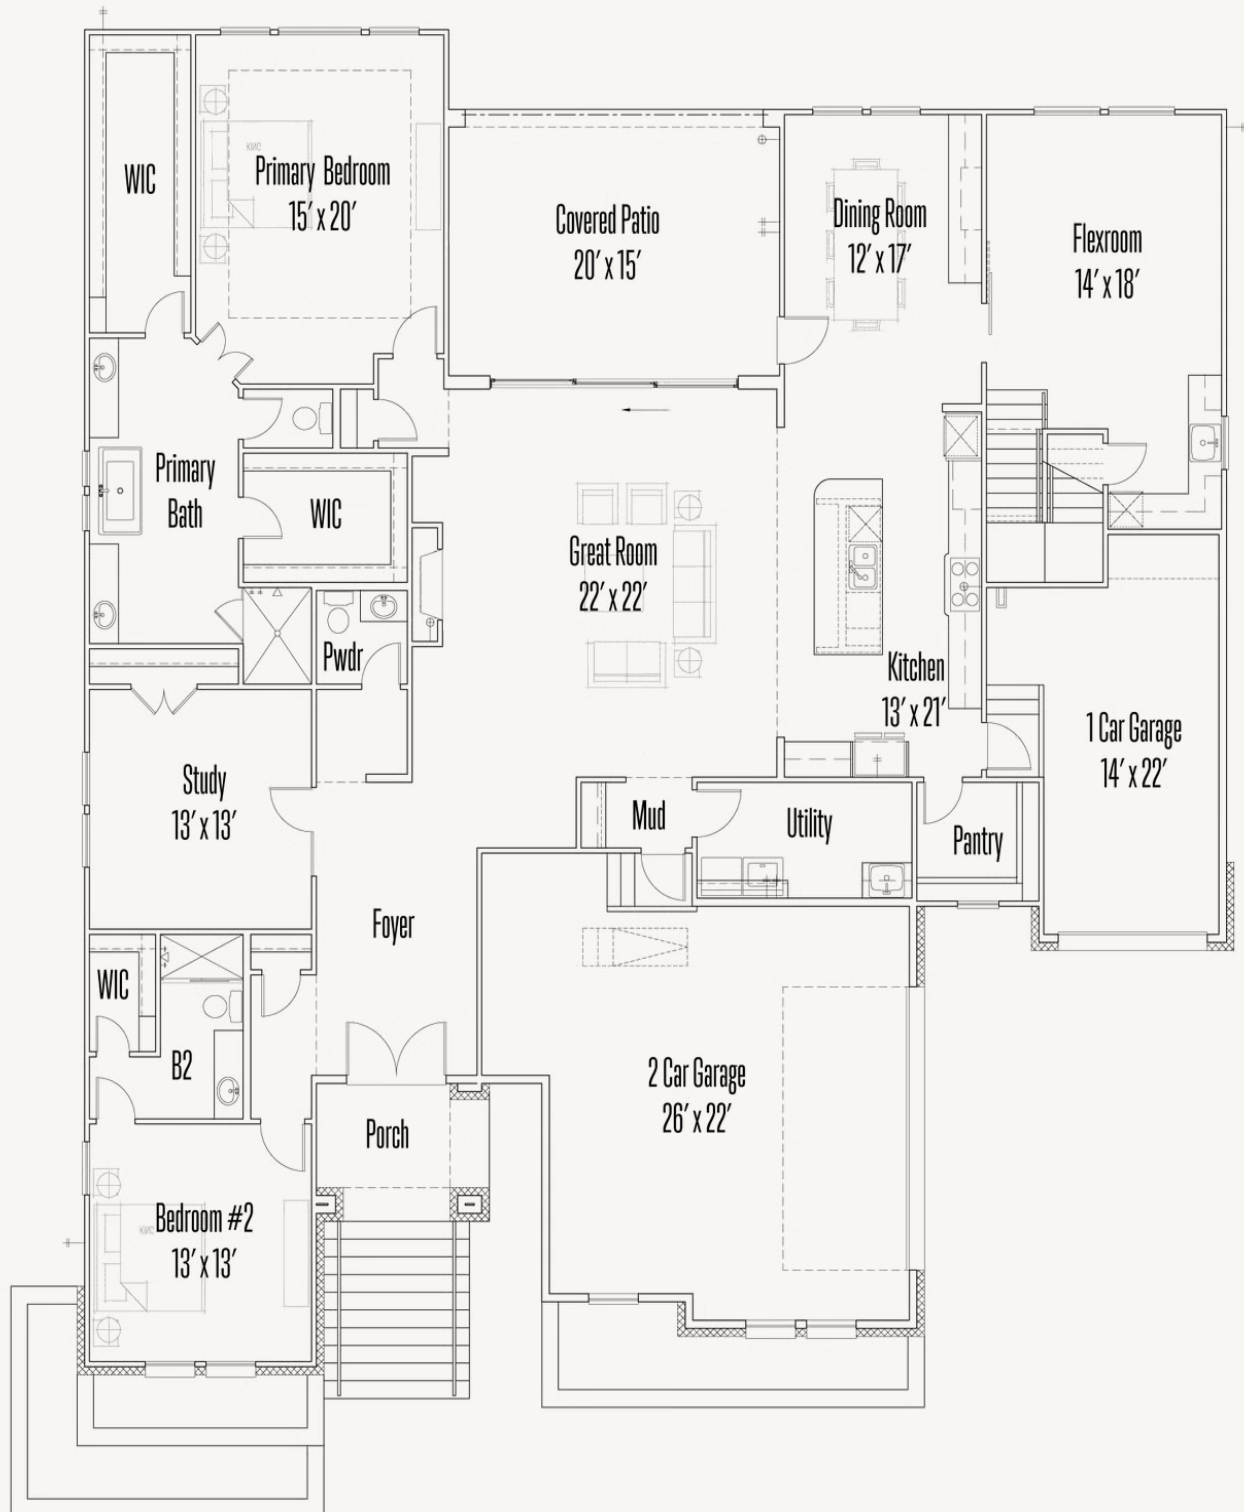 WIC
Primary Bedroom
15' x 20'
Covered Patio
20' x 15'
Dining Room
12' x 17'
Flexroom
14' x 18'
Primary
Bath
WIC
Great Room
22' x 22'
Pwdr
Kitchen
13' x 21'
1 Car Garage
14' x 22'
Study
13' x 13'
Mud
Utility
Pantry
Foyer
WIC
B2
2 Car Garage
26' x 22'
Porch
Bedroom #2
13' x 13'